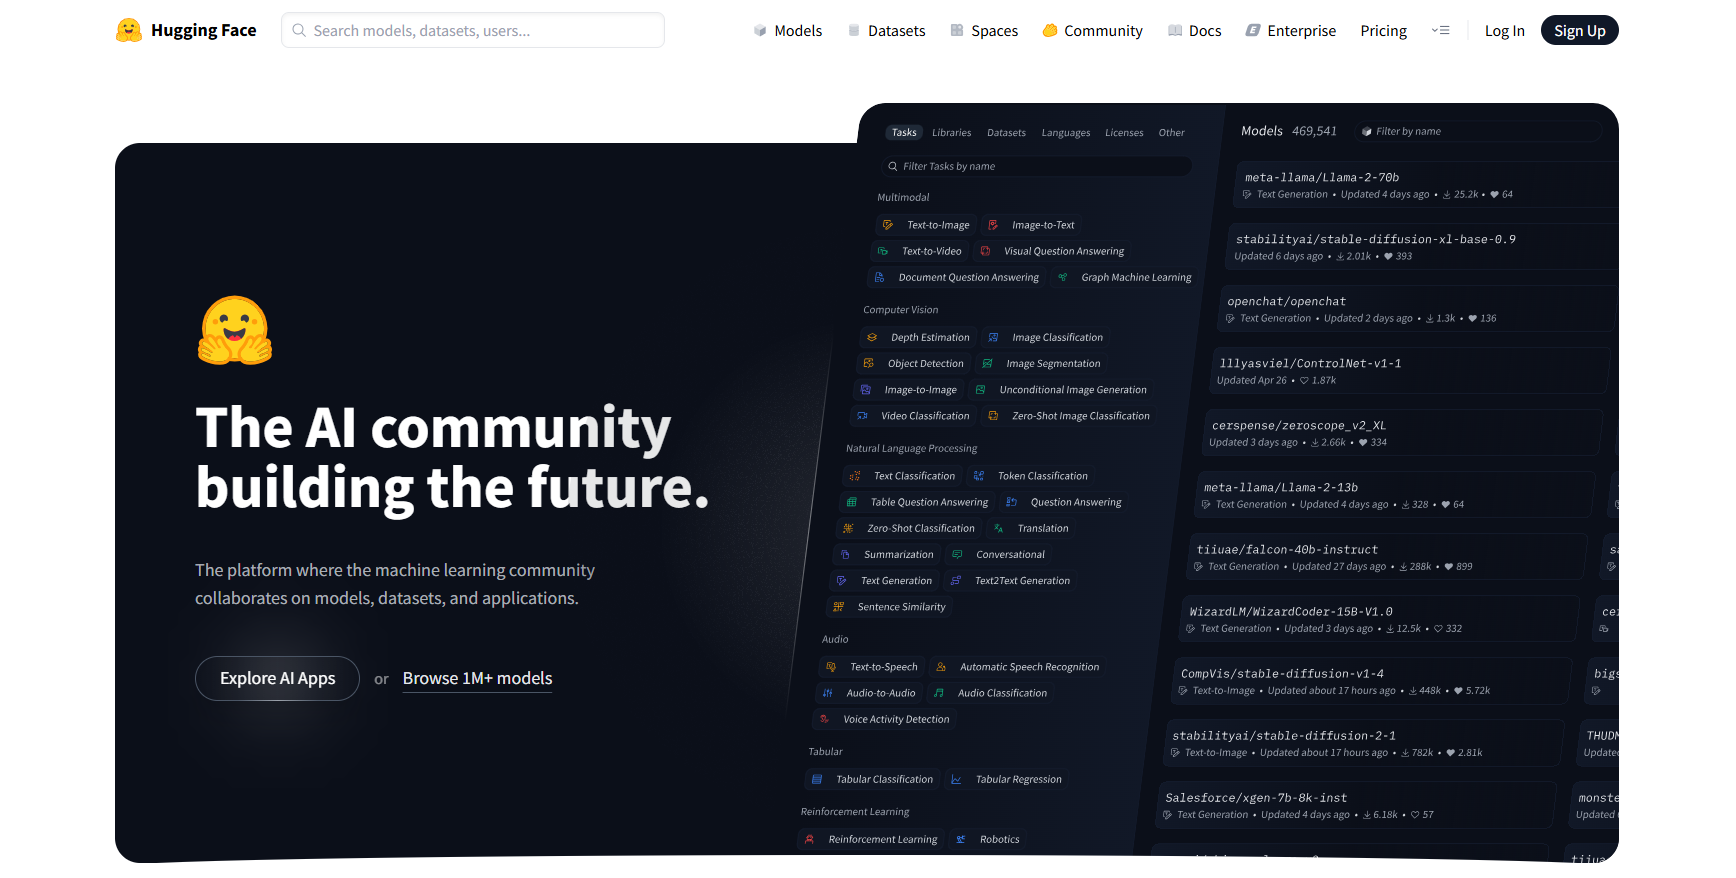 Hugging Face
Search models, datasets, users...
Models
Datasets
Spaces
Community
Docs
Enterprise
Pricing
Log In
Sign Up
The AI community
building the future.
The platform where the machine learning community
collaborates on models, datasets, and applications.
Explore AI Apps or Browse 1M+ models
Tasks Libraries Datasets Languages Licenses Other
Filter Tasks by name
Multimodal
Text-to-Image Image-to-Text
Text-to-Video Visual Question Answering
Document Question Answering Graph Machine Learning
Computer Vision
Depth Estimation Image Classification
Object Detection Image Segmentation
Image-to-Image Unconditional Image Generation
Video Classification Zero-Shot Image Classification
Natural Language Processing
Text Classification Token Classification
Table Question Answering Question Answering
Zero-Shot Classification Translation
Summarization Conversational
Text Generation Text2Text Generation
Sentence Similarity
Audio
Text-to-Speech Automatic Speech Recognition
Audio-to-Audio Audio Classification
Voice Activity Detection
Tabular
Tabular Classification Tabular Regression
Reinforcement Learning
Reinforcement Learning Robotics
Models 469,541 Filter by name
meta-llama/Llama-2-70b
Text Generation • Updated 4 days ago • 25.2k • 64
stabilityai/stable-diffusion-xl-base-0.9
Updated 6 days ago • 2.01k • 393
openchat/openchat
Text Generation • Updated 2 days ago • 1.3k • 136
lllyasviel/ControlNet-v1-1
Updated Apr 26 • 1.87k
cerspense/zeroscope_v2_XL
Updated 3 days ago • 2.66k • 334
meta-llama/Llama-2-13b
Text Generation • Updated 4 days ago • 328 • 64
tiiuae/falcon-40b-instruct
Text Generation • Updated 27 days ago • 288k • 899
WizardLM/WizardCoder-15B-V1.0
Text Generation • Updated 3 days ago • 12.5k • 332
CompVis/stable-diffusion-v1-4
Text-to-Image • Updated about 17 hours ago • 448k • 5.72k
stabilityai/stable-diffusion-2-1
Text-to-Image • Updated about 17 hours ago • 782k • 2.81k
Salesforce/xgen-7b-8k-inst
Text Generation • Updated 4 days ago • 6.18k • 57